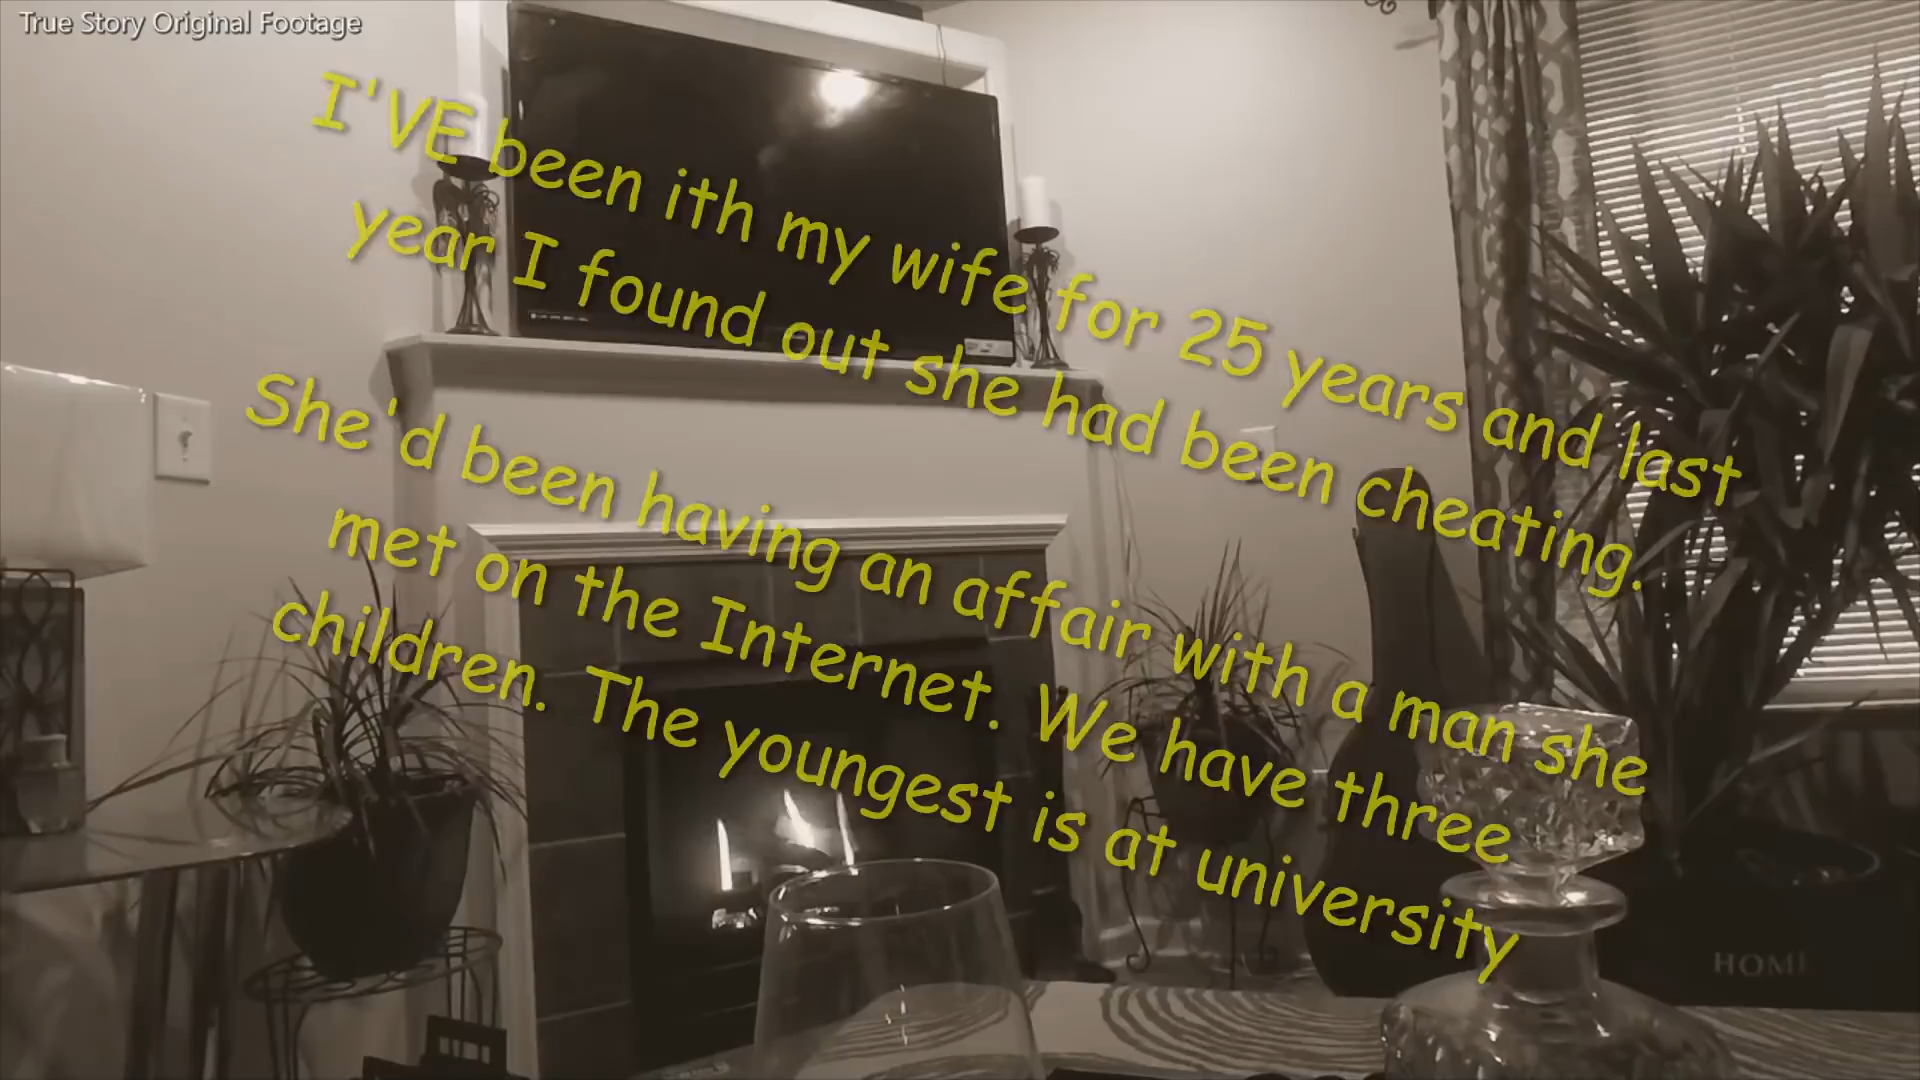 True Story Original Footage
I'VE been ith my wife for 25 years and last
year I found out she had been cheating.
She'd been having an affair with a man she
met on the Internet. We have three
children. The youngest is at university
HOME